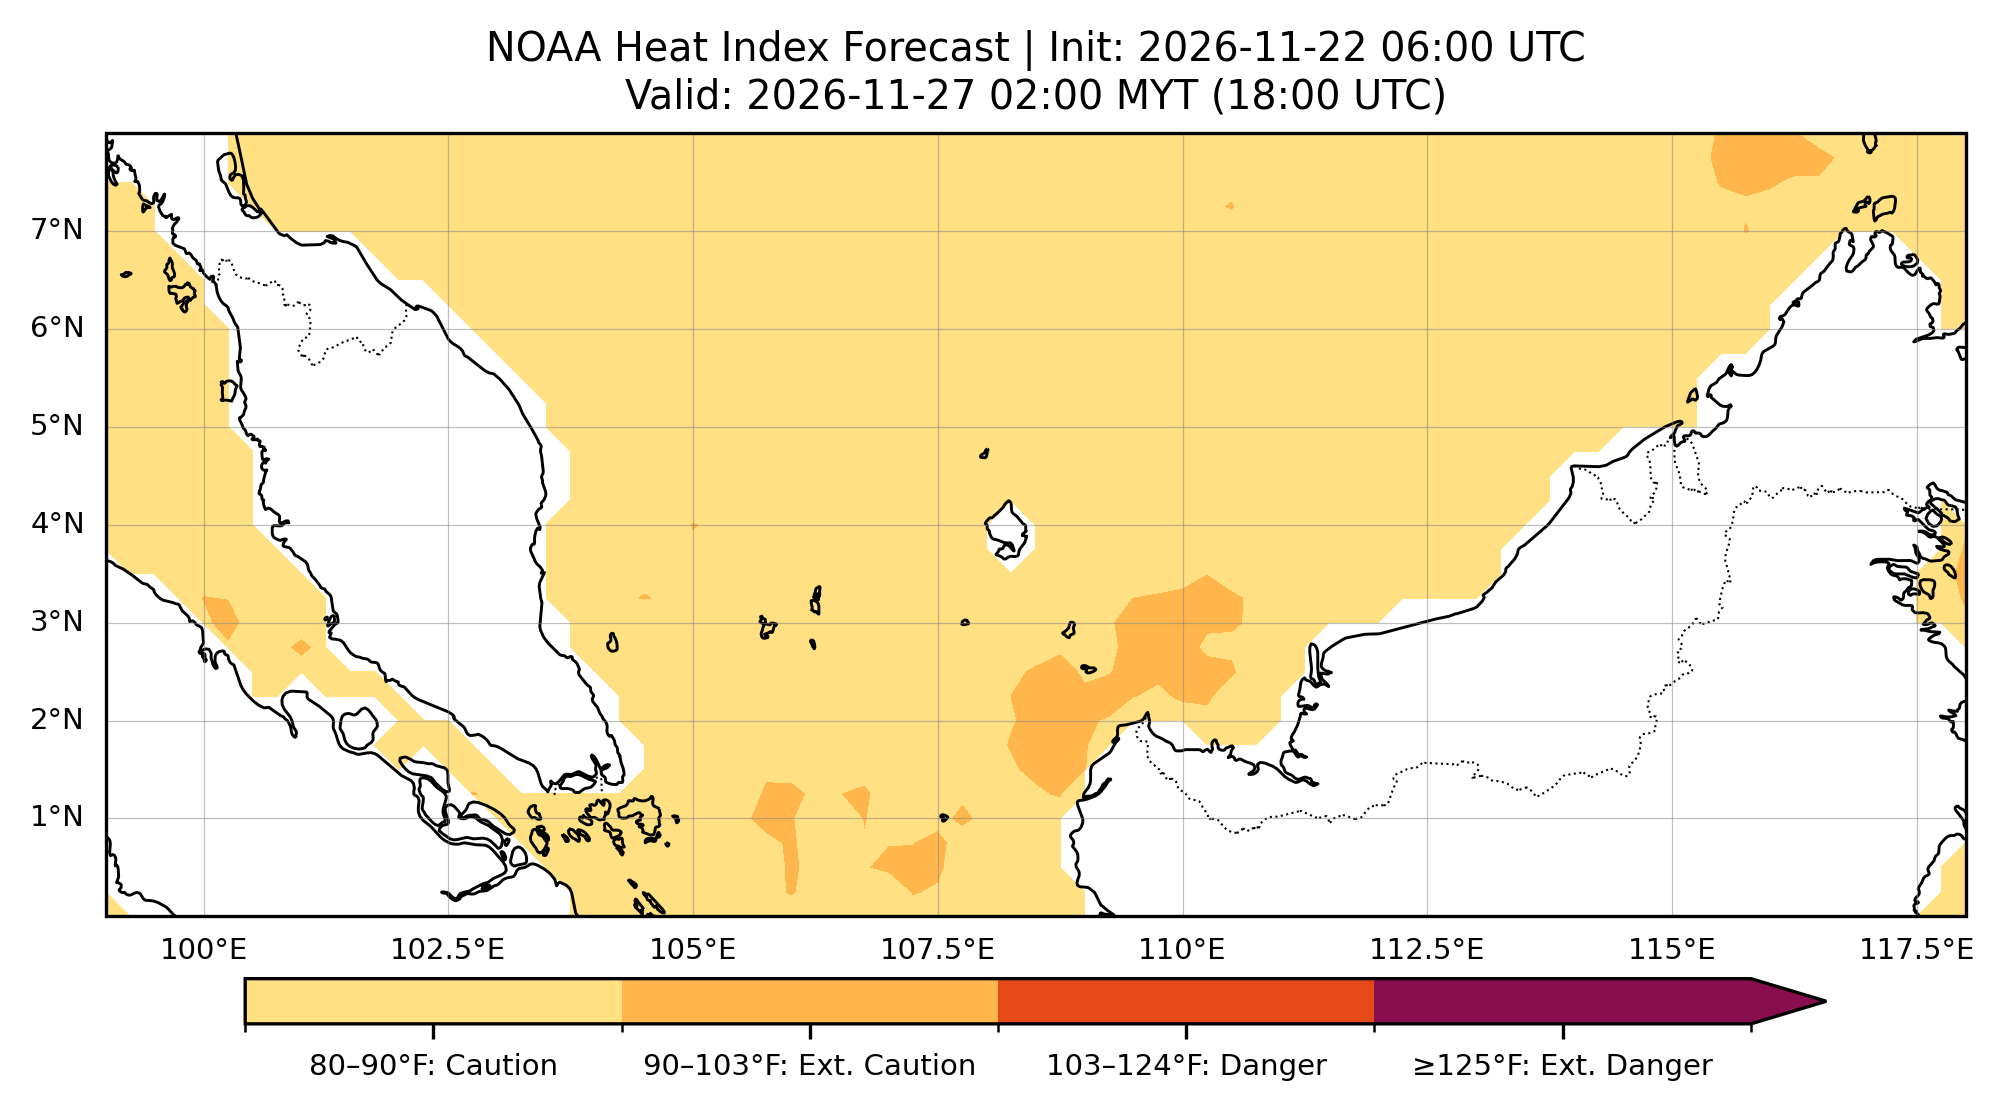 NOAA Heat Index Forecast | Init: 2026-11-22 06:00 UTC
Valid: 2026-11-27 02:00 MYT (18:00 UTC)
7°N
6°N
5°N
4°N
3°N
2°N
1°N
100°E
102.5°E
105°E
107.5°E
110°E
112.5°E
115°E
117.5°E
80–90°F: Caution
90–103°F: Ext. Caution
103–124°F: Danger
≥125°F: Ext. Danger